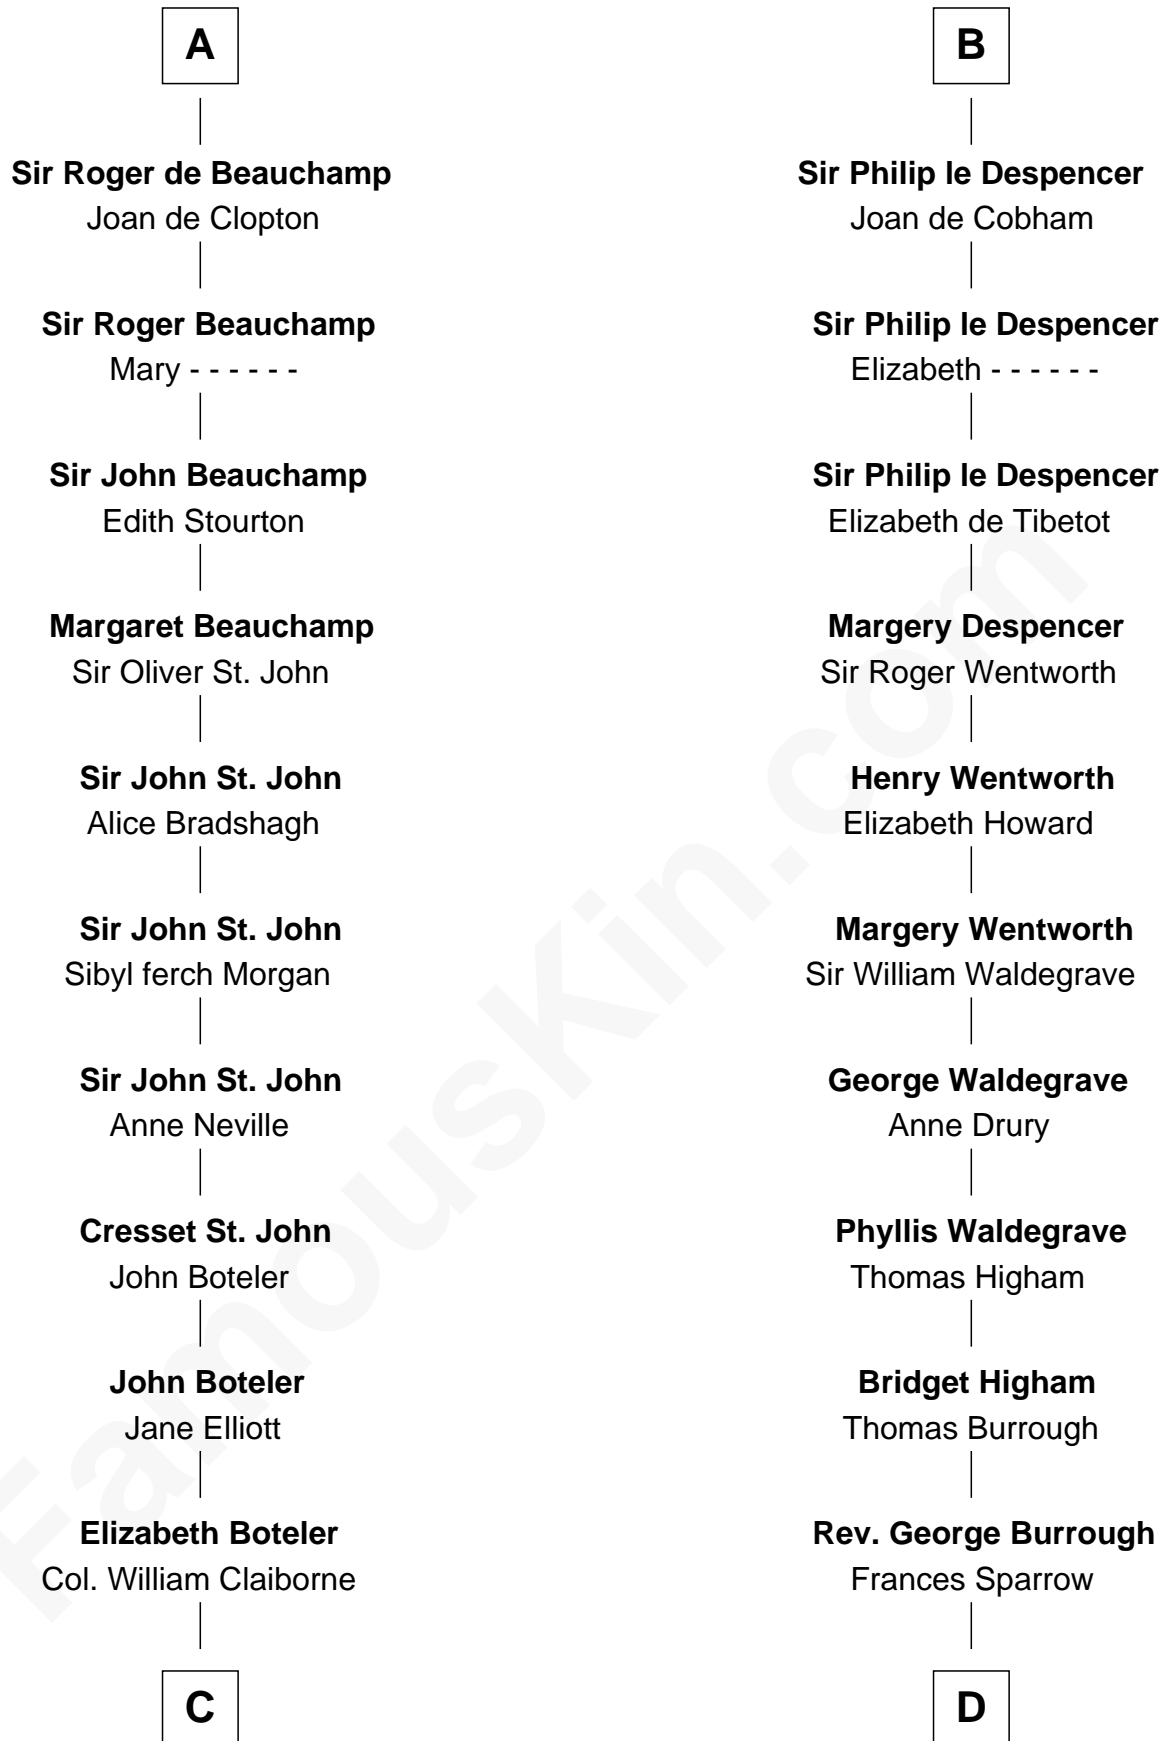 A
Sir Roger de Beauchamp
Joan de Clopton
Sir Roger Beauchamp
Mary - - - - - -
Sir John Beauchamp
Edith Stourton
Margaret Beauchamp
Sir Oliver St. John
Sir John St. John
Alice Bradshagh
Sir John St. John
Sibyl ferch Morgan
Sir John St. John
Anne Neville
Cresset St. John
John Boteler
John Boteler
Jane Elliott
Elizabeth Boteler
Col. William Claiborne
C
B
Sir Philip le Despencer
Joan de Cobham
Sir Philip le Despencer
Elizabeth - - - - - -
Sir Philip le Despencer
Elizabeth de Tibetot
Margery Despencer
Sir Roger Wentworth
Henry Wentworth
Elizabeth Howard
Margery Wentworth
Sir William Waldegrave
George Waldegrave
Anne Drury
Phyllis Waldegrave
Thomas Higham
Bridget Higham
Thomas Burrough
Rev. George Burrough
Frances Sparrow
D
FamousKin.com